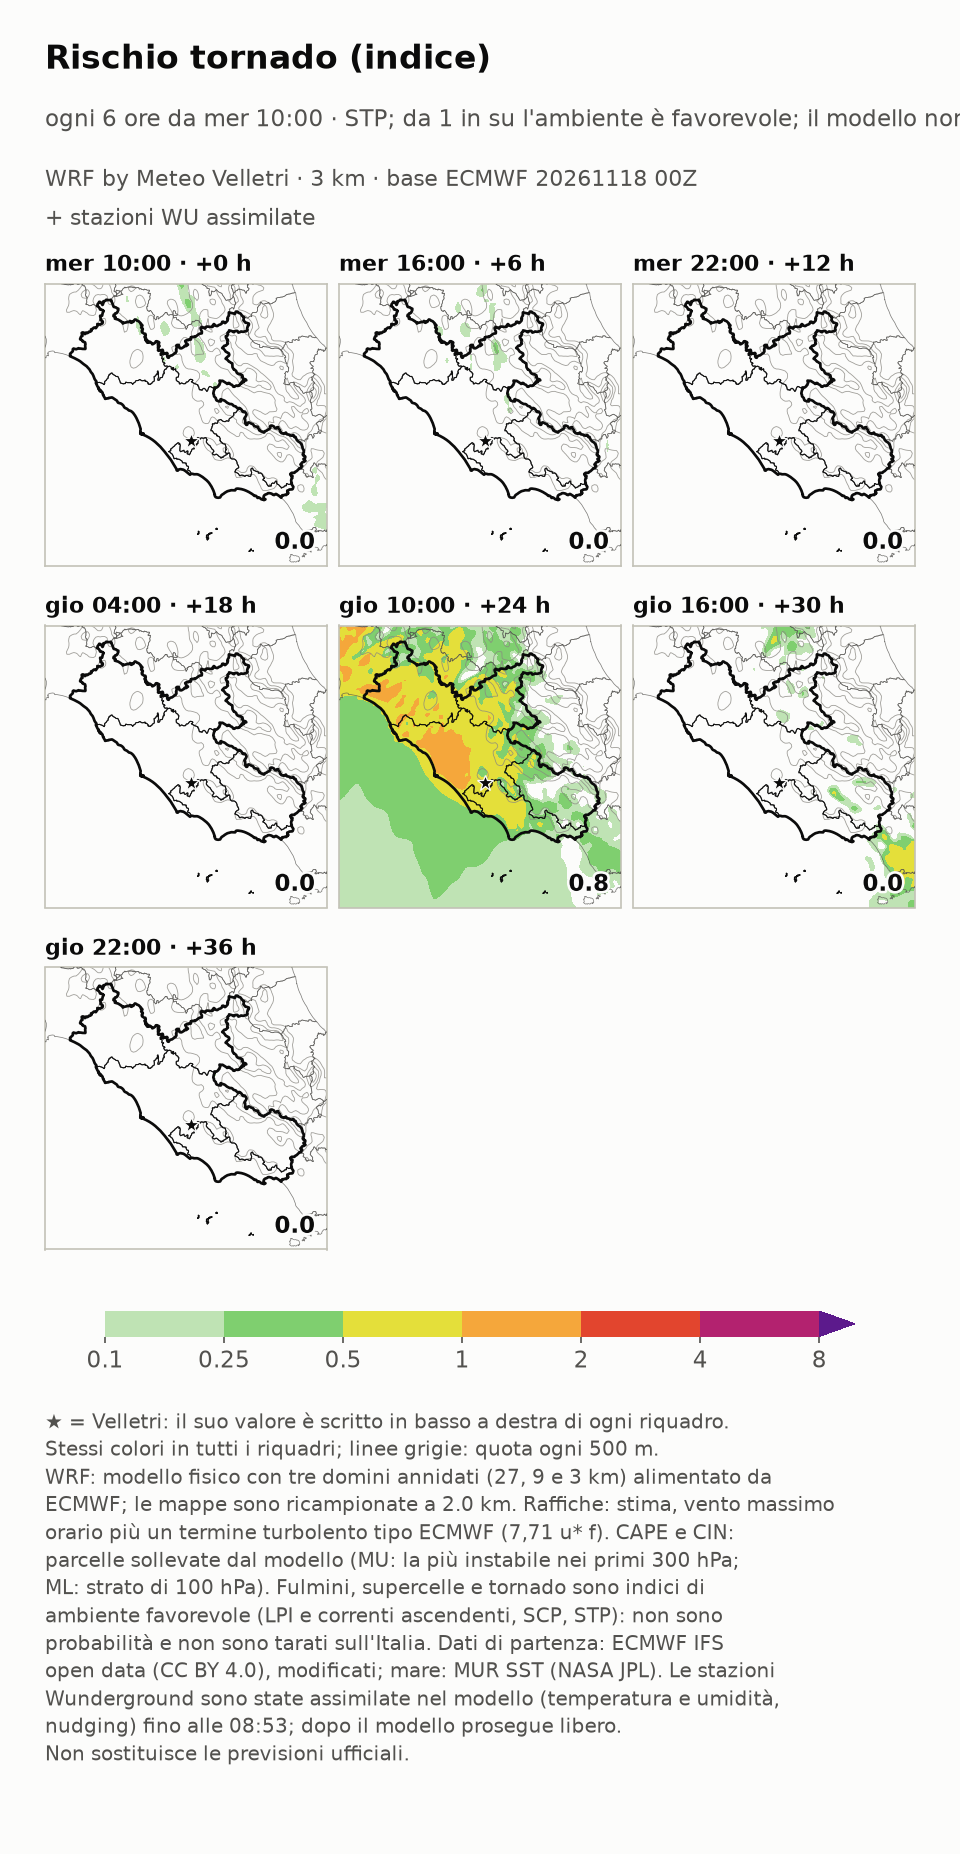 Rischio tornado (indice)
ogni 6 ore da mer 10:00 · STP; da 1 in su l'ambiente è favorevole; il modello
WRF by Meteo Velletri · 3 km · base ECMWF 20261118 00Z
+ stazioni WU assimilate
mer 10:00 · +0 h
mer 16:00 · +6 h
mer 22:00 · +12 h
0.0
0.0
0.0
gio 04:00 · +18 h
gio 10:00 · +24 h
gio 16:00 · +30 h
0.0
0.8
0.0
gio 22:00 · +36 h
0.0
0.1 0.25 0.5 1 2 4 8
★ = Velletri: il suo valore è scritto in basso a destra di ogni riquadro.
Stessi colori in tutti i riquadri; linee grigie: quota ogni 500 m.
WRF: modello fisico con tre domini annidati (27, 9 e 3 km) alimentato da
ECMWF; le mappe sono ricampionate a 2.0 km. Raffiche: stima, vento massimo
orario più un termine turbolento tipo ECMWF (7,71 u* f). CAPE e CIN:
parcelle sollevate dal modello (MU: la più instabile nei primi 300 hPa;
ML: strato di 100 hPa). Fulmini, supercelle e tornado sono indici di
ambiente favorevole (LPI e correnti ascendenti, SCP, STP): non sono
probabilità e non sono tarati sull'Italia. Dati di partenza: ECMWF IFS
open data (CC BY 4.0), modificati; mare: MUR SST (NASA JPL). Le stazioni
Wunderground sono state assimilate nel modello (temperatura e umidità,
nudging) fino alle 08:53; dopo il modello prosegue libero.
Non sostituisce le previsioni ufficiali.